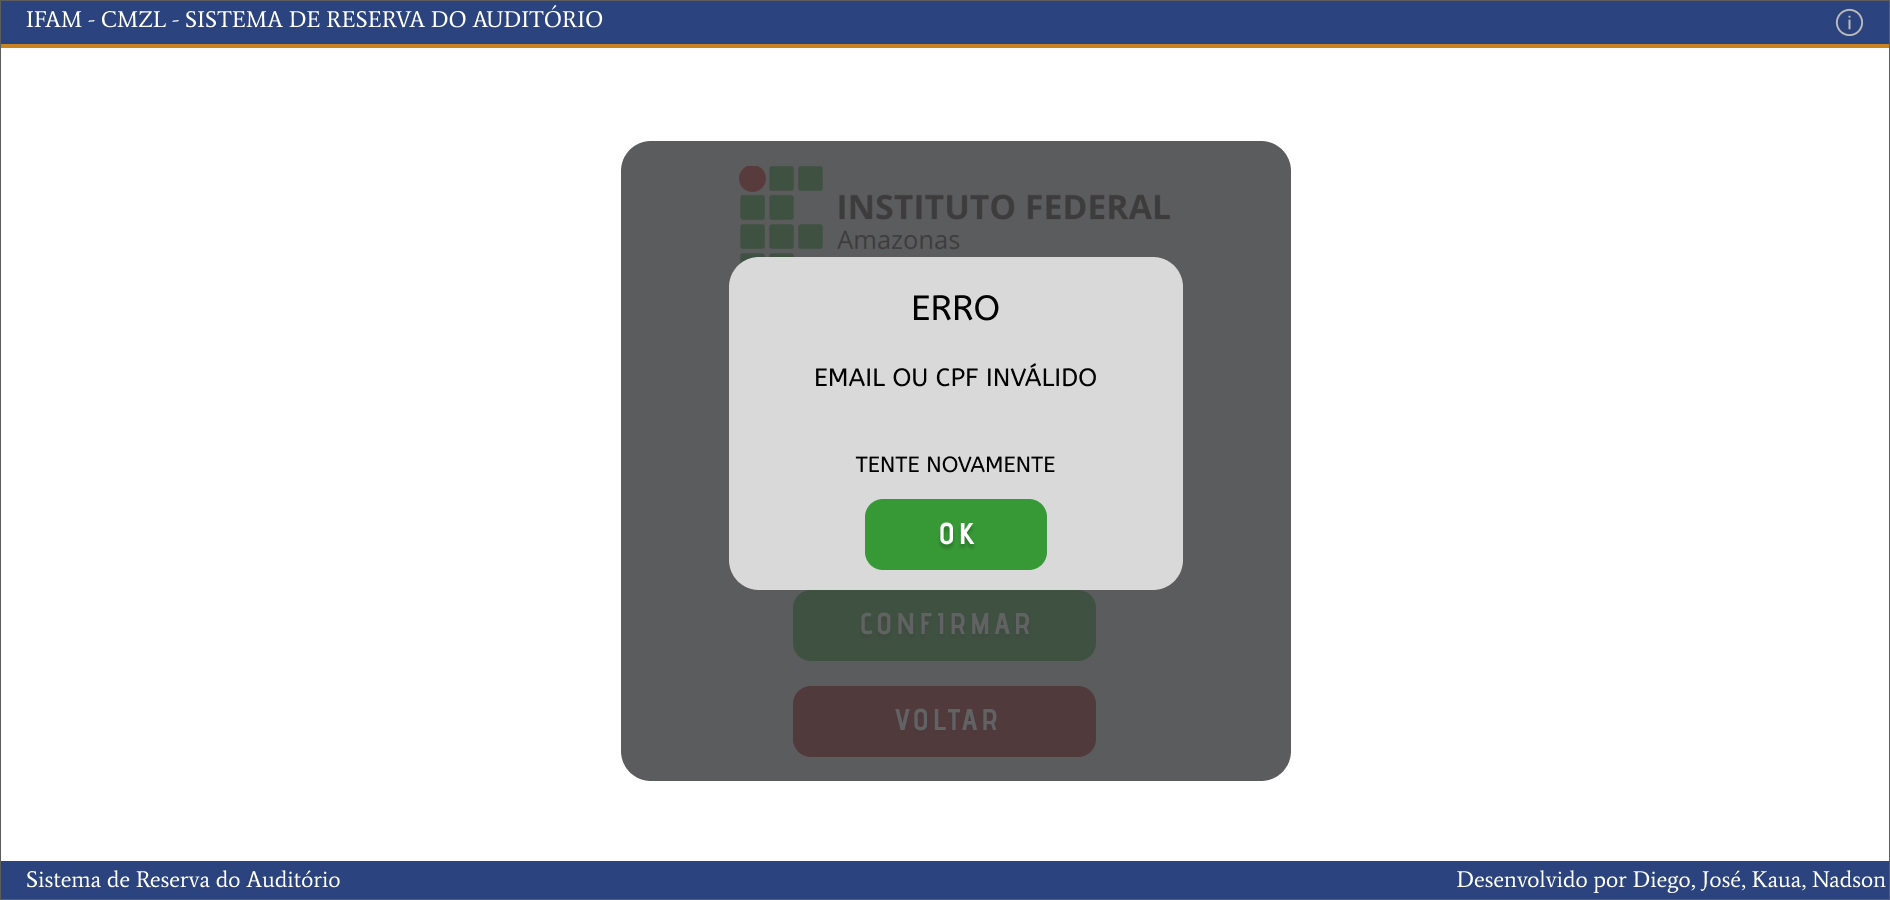 IFAM - CMZL - SISTEMA DE RESERVA DO AUDITÓRIO
i
INSTITUTO FEDERAL
Amazonas
ERRO
EMAIL OU CPF INVÁLIDO
TENTE NOVAMENTE
OK
CONFIRMAR
VOLTAR
Sistema de Reserva do Auditório
Desenvolvido por Diego, José, Kaua, Nadson